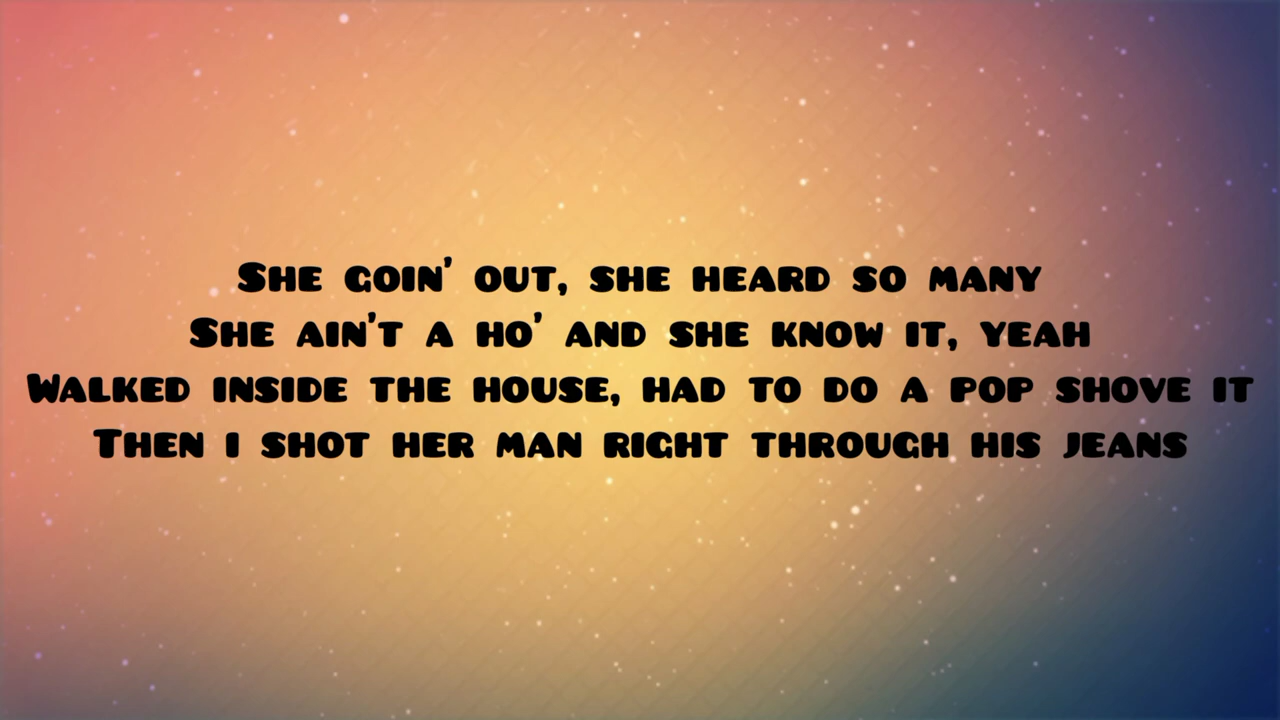 She goin' out, she heard so many
She ain't a ho' and she know it, yeah
Walked inside the house, had to do a pop shove it
Then I shot her man right through his jeans